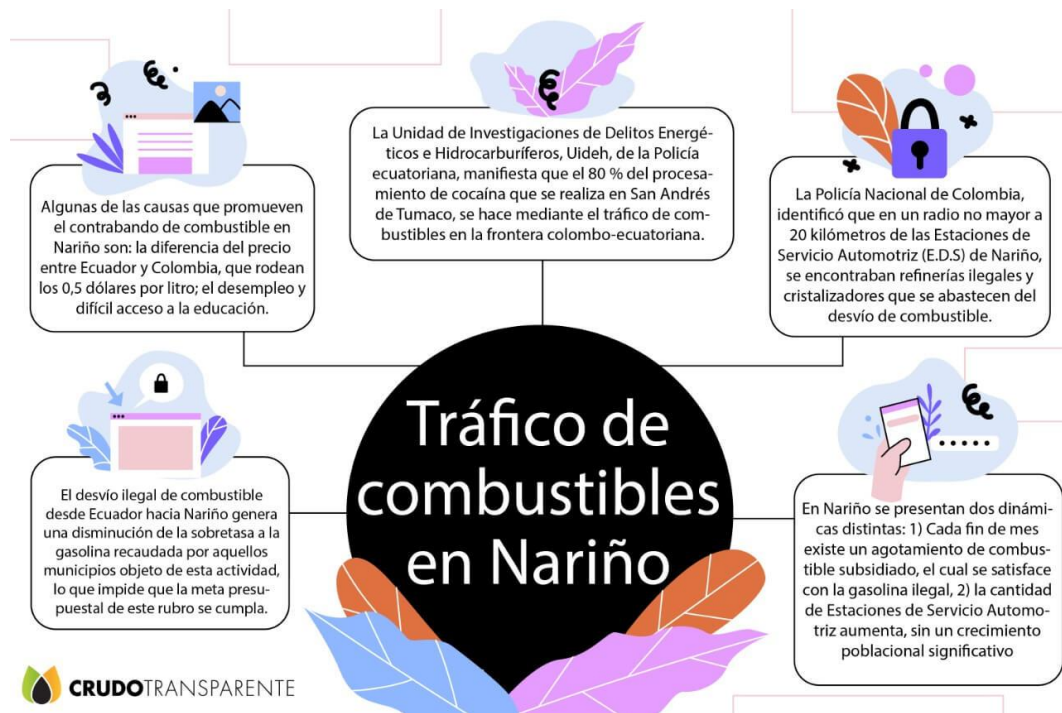 Algunas de las causas que promueven
el contrabando de combustible en
Nariño son: la diferencia del precio
entre Ecuador y Colombia, que rodean
los 0,5 dólares por litro; el desempleo y
difícil acceso a la educación.
La Unidad de Investigaciones de Delitos Energé-
ticos e Hidrocarburíferos, Uideh, de la Policía
ecuatoriana, manifiesta que el 80 % del procesa-
miento de cocaína que se realiza en San Andrés
de Tumaco, se hace mediante el tráfico de com-
bustibles en la frontera colombo-ecuatoriana.
La Policía Nacional de Colombia,
identificó que en un radio no mayor a
20 kilómetros de las Estaciones de
Servicio Automotriz (E.D.S) de Nariño,
se encontraban refinerías ilegales y
cristalizadores que se abastecen del
desvío de combustible.
Tráfico de
combustibles
en Nariño
El desvío ilegal de combustible
desde Ecuador hacia Nariño genera
una disminución de la sobretasa a la
gasolina recaudada por aquellos
municipios objeto de esta actividad,
lo que impide que la meta presu-
puestal de este rubro se cumpla.
En Nariño se presentan dos dinámi-
cas distintas: 1) Cada fin de mes
existe un agotamiento de combus-
tible subsidiado, el cual se satisface
con la gasolina ilegal, 2) la cantidad
de Estaciones de Servicio Automo-
triz aumenta, sin un crecimiento
poblacional significativo
CRUDOTRANSPARENTE